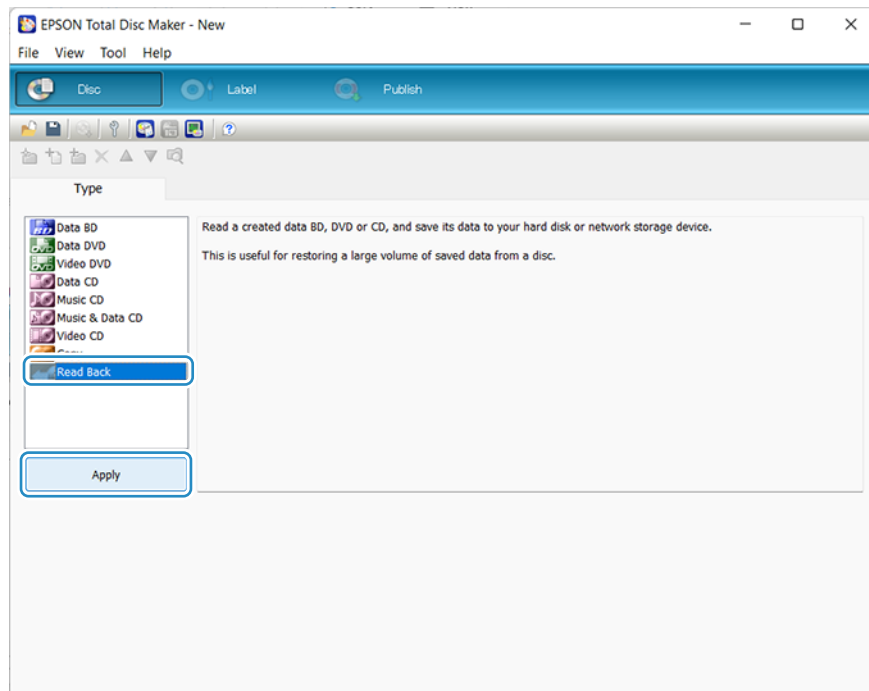 EPSON Total Disc Maker - New
File View Tool Help
Disc Label Publish
Type
Data BD
Data DVD
Video DVD
Data CD
Music CD
Music & Data CD
Video CD
Read Back
Apply
Read a created data BD, DVD or CD, and save its data to your hard disk or network storage device.
This is useful for restoring a large volume of saved data from a disc.